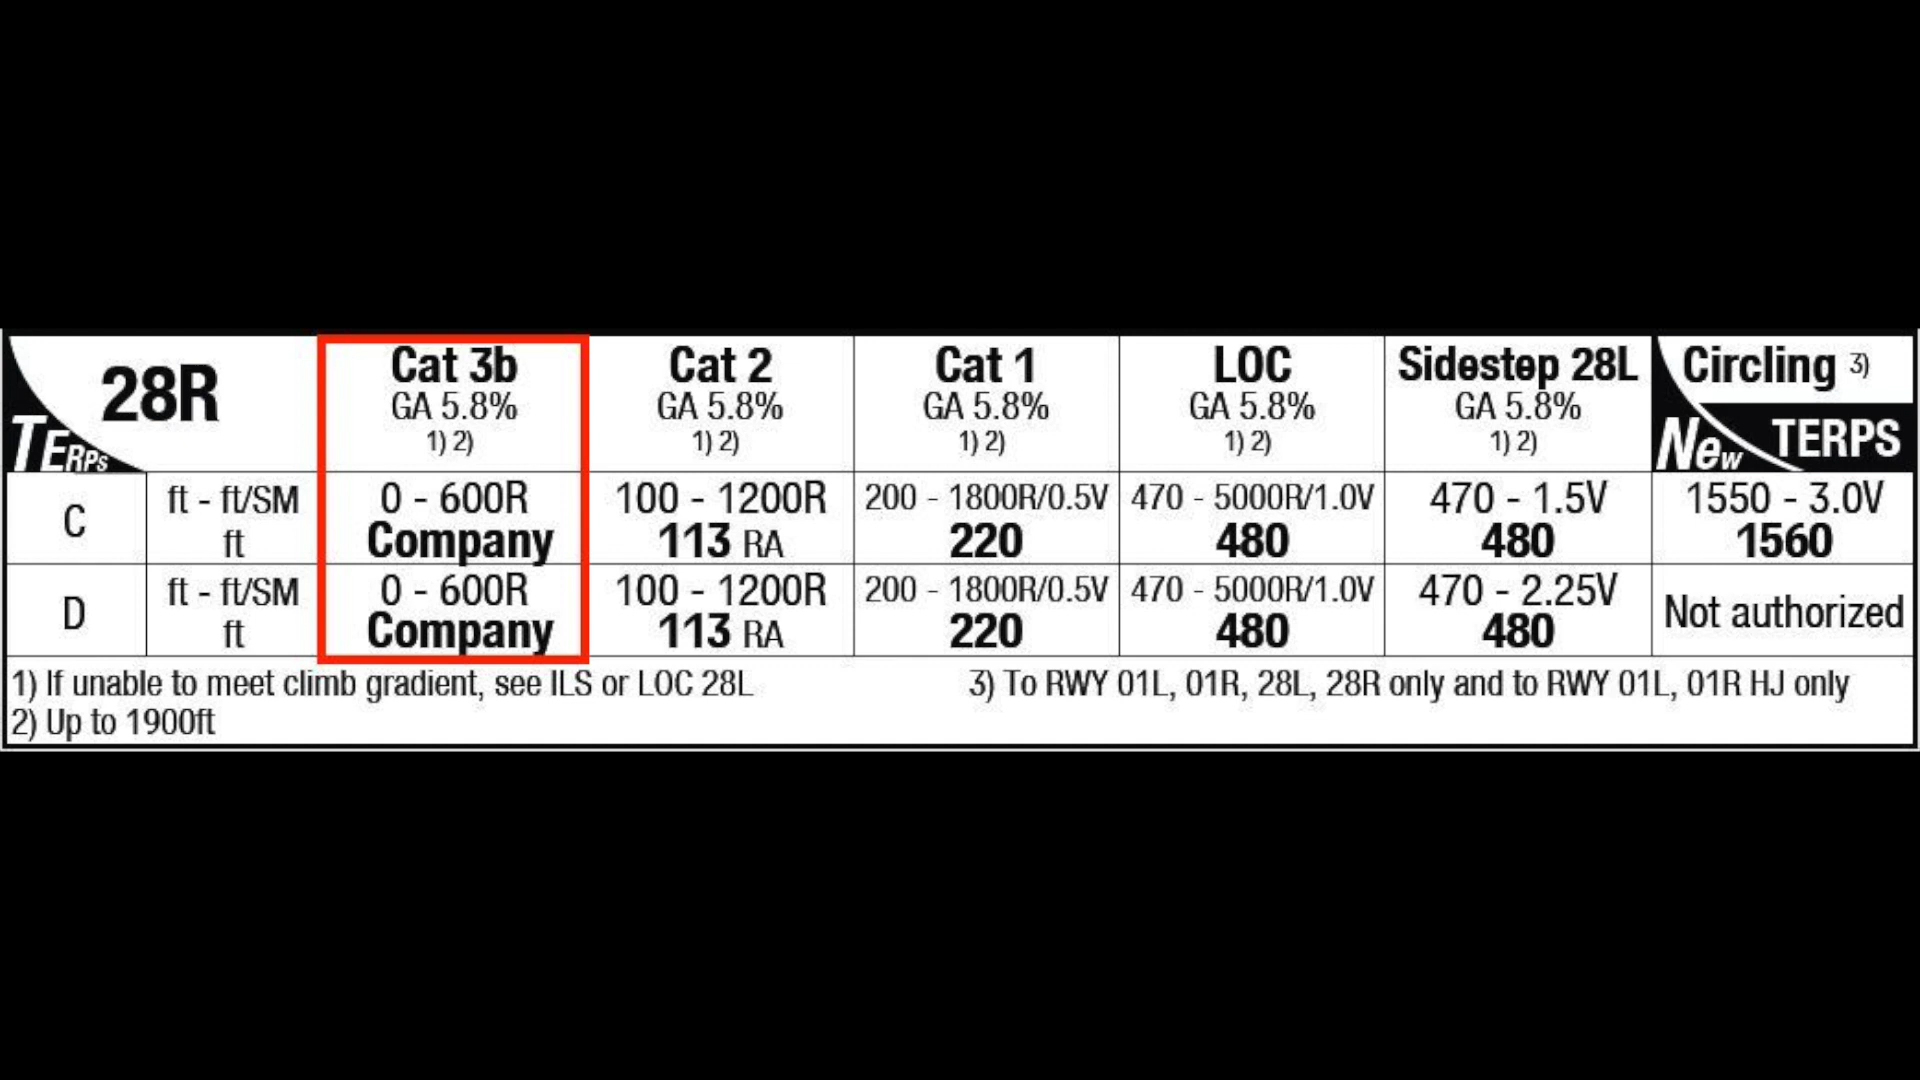 TERPs 28R Cat 3b Cat 2 Cat 1 LOC Sidestep 28L Circling 3)
GA 5.8% GA 5.8% GA 5.8% GA 5.8% GA 5.8%
1) 2) 1) 2) 1) 2) 1) 2) 1) 2) New TERPS
C ft - ft/SM 0 - 600R 100 - 1200R 200 - 1800R/0.5V 470 - 5000R/1.0V 470 - 1.5V 1550 - 3.0V
ft Company 113 RA 220 480 480 1560
D ft - ft/SM 0 - 600R 100 - 1200R 200 - 1800R/0.5V 470 - 5000R/1.0V 470 - 2.25V Not authorized
ft Company 113 RA 220 480 480
1) If unable to meet climb gradient, see ILS or LOC 28L 3) To RWY 01L, 01R, 28L, 28R only and to RWY 01L, 01R HJ only
2) Up to 1900ft